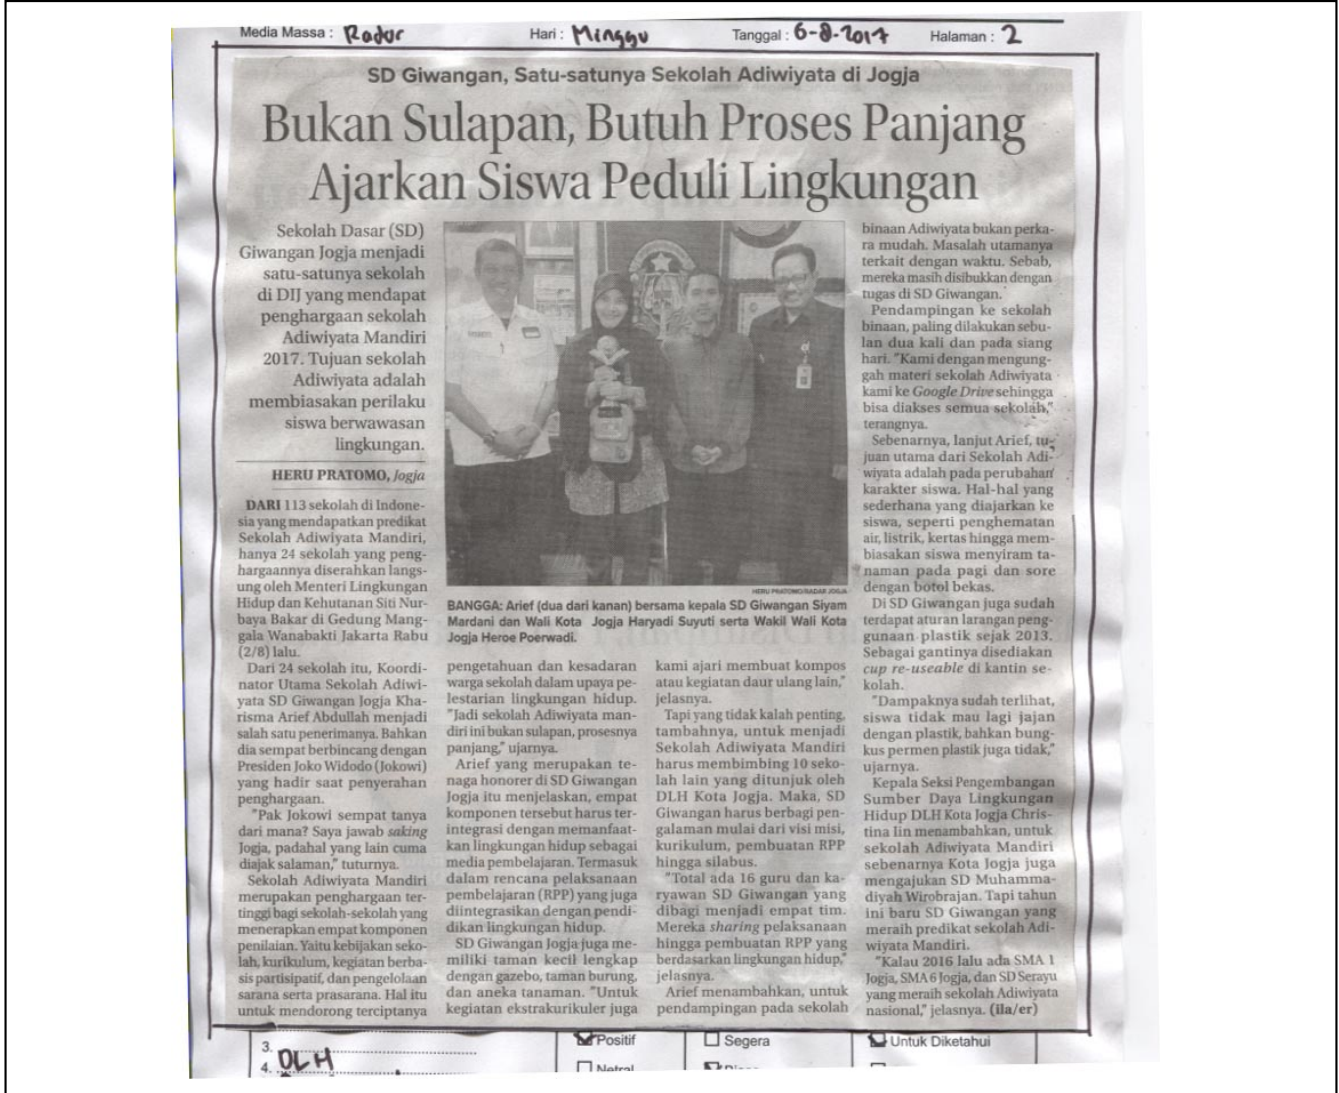 Media Massa : Radar Hari : Minggu Tanggal : 6-8-2017 Halaman : 2
SD Giwangan, Satu-satunya Sekolah Adiwiyata di Jogja
Bukan Sulapan, Butuh Proses Panjang
Ajarkan Siswa Peduli Lingkungan
Sekolah Dasar (SD)
Giwangan Jogja menjadi
satu-satunya sekolah
di DIJ yang mendapat
penghargaan sekolah
Adiwiyata Mandiri
2017. Tujuan sekolah
Adiwiyata adalah
membiasakan perilaku
siswa berwawasan
lingkungan.
HERU PRATOMO, Jogja
DARI 113 sekolah di Indone-
sia yang mendapatkan predikat
Sekolah Adiwiyata Mandiri,
hanya 24 sekolah yang peng-
hargaannya diserahkan langs-
ung oleh Menteri Lingkungan
Hidup dan Kehutanan Siti Nur-
baya Bakar di Gedung Mang-
gala Wanabakti Jakarta Rabu
(2/8) lalu.
Dari 24 sekolah itu, Koordi-
nator Utama Sekolah Adiwi-
yata SD Giwangan Jogja Kha-
risma Arief Abdullah menjadi
salah satu penerimanya. Bahkan
dia sempat berbincang dengan
Presiden Joko Widodo (Jokowi)
yang hadir saat penyerahan
penghargaan.
"Pak Jokowi sempat tanya
dari mana? Saya jawab saking
Jogja, padahal yang lain cuma
diajak salaman," tuturnya.
Sekolah Adiwiyata Mandiri
merupakan penghargaan ter-
tinggi bagi sekolah-sekolah yang
menerapkan empat komponen
penilaian. Yaitu kebijakan seko-
lah, kurikulum, kegiatan berba-
sis partisipatif, dan pengelolaan
sarana serta prasarana. Hal itu
untuk mendorong terciptanya
HERU PRATOMO/RADAR JOGJA
BANGGA: Arief (dua dari kanan) bersama kepala SD Giwangan Siyam
Mardani dan Wali Kota Jogja Haryadi Suyuti serta Wakil Wali Kota
Jogja Heroe Poerwadi.
pengetahuan dan kesadaran
warga sekolah dalam upaya pe-
lestarian lingkungan hidup.
"Jadi sekolah Adiwiyata man-
diri ini bukan sulapan, prosesnya
panjang," ujarnya.
Arief yang merupakan te-
naga honorer di SD Giwangan
Jogja itu menjelaskan, empat
komponen tersebut harus ter-
integrasi dengan memanfaat-
kan lingkungan hidup sebagai
media pembelajaran. Termasuk
dalam rencana pelaksanaan
pembelajaran (RPP) yang juga
diintegrasikan dengan pendi-
dikan lingkungan hidup.
SD Giwangan Jogja juga me-
miliki taman kecil lengkap
dengan gazebo, taman burung,
dan aneka tanaman. "Untuk
kegiatan ekstrakurikuler juga
kami ajari membuat kompos
atau kegiatan daur ulang lain,"
jelasnya.
Tapi yang tidak kalah penting,
tambahnya, untuk menjadi
Sekolah Adiwiyata Mandiri
harus membimbing 10 seko-
lah lain yang ditunjuk oleh
DLH Kota Jogja. Maka, SD
Giwangan harus berbagi pen-
galaman mulai dari visi misi,
kurikulum, pembuatan RPP
hingga silabus.
"Total ada 16 guru dan ka-
ryawan SD Giwangan yang
dibagi menjadi empat tim.
Mereka sharing pelaksanaan
hingga pembuatan RPP yang
berdasarkan lingkungan hidup,"
jelasnya.
Arief menambahkan, untuk
pendampingan pada sekolah
binaan Adiwiyata bukan perka-
ra mudah. Masalah utamanya
terkait dengan waktu. Sebab,
mereka masih disibukkan dengan
tugas di SD Giwangan.
Pendampingan ke sekolah
binaan, paling dilakukan sebu-
lan dua kali dan pada siang
hari. "Kami dengan mengung-
gah materi sekolah Adiwiyata
kami ke Google Drive sehingga
bisa diakses semua sekolah,"
terangnya.
Sebenarnya, lanjut Arief, tu-
juan utama dari Sekolah Adi-
wiyata adalah pada perubahan
karakter siswa. Hal-hal yang
sederhana yang diajarkan ke
siswa, seperti penghematan
air, listrik, kertas hingga mem-
biasakan siswa menyiram ta-
naman pada pagi dan sore
dengan botol bekas.
Di SD Giwangan juga sudah
terdapat aturan larangan peng-
gunaan plastik sejak 2013.
Sebagai gantinya disediakan
cup re-useable di kantin se-
kolah.
"Dampaknya sudah terlihat,
siswa tidak mau lagi jajan
dengan plastik, bahkan bung-
kus permen plastik juga tidak,"
ujarnya.
Kepala Seksi Pengembangan
Sumber Daya Lingkungan
Hidup DLH Kota Jogja Chris-
tina Iin menambahkan, untuk
sekolah Adiwiyata Mandiri
sebenarnya Kota Jogja juga
mengajukan SD Muhamma-
diyah Wirobrajan. Tapi tahun
ini baru SD Giwangan yang
meraih predikat sekolah Adi-
wiyata Mandiri.
"Kalau 2016 lalu ada SMA 1
Jogja, SMA 6 Jogja, dan SD Serayu
yang meraih sekolah Adiwiyata
nasional," jelasnya. (ila/er)
3.
4. DLH
Positif Segera Untuk Diketahui
Netral